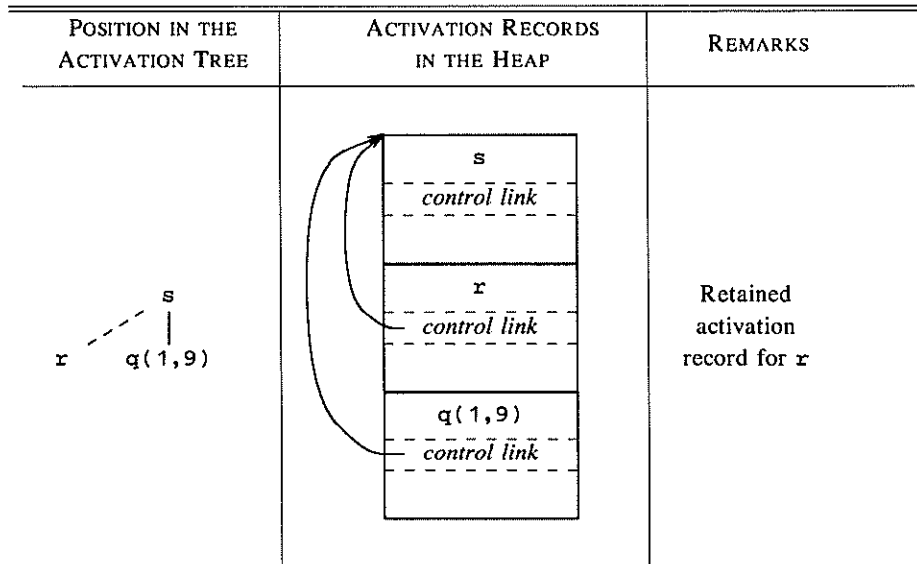 POSITION IN THE
ACTIVATION TREE
ACTIVATION RECORDS
IN THE HEAP
REMARKS
s
r q(1,9)
s
control link
r
control link
q(1,9)
control link
Retained
activation
record for r